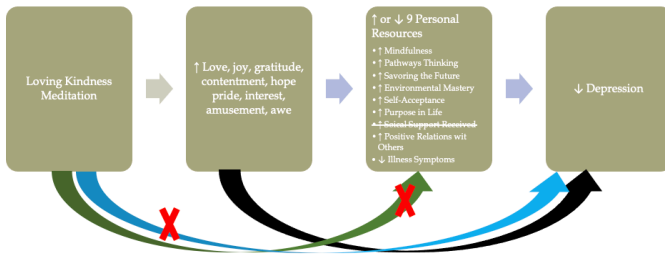 Loving Kindness
Meditation
↑ Love, joy, gratitude,
contentment, hope
pride, interest,
amusement, awe
↑ or ↓ 9 Personal
Resources
• ↑ Mindfulness
• ↑ Pathways Thinking
• ↑ Savoring the Future
• ↑ Environmental Mastery
• ↑ Self-Acceptance
• ↑ Purpose in Life
• ↑ Soical Support Received
• ↑ Positive Relations wit
Others
• ↓ Illness Symptoms
↓ Depression